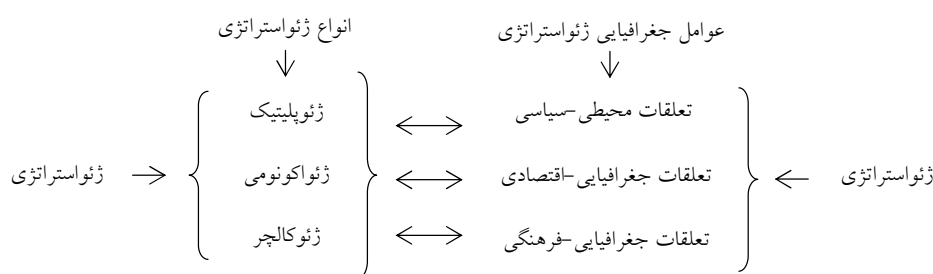 عوامل جغرافیایی ژئواستراتژی
انواع ژئواستراتژی
تعلقات محیطی-سیاسی
ژئوپلیتیک
ژئواستراتژی
تعلقات جغرافیایی-اقتصادی
ژئواکونومی
ژئواستراتژی
تعلقات جغرافیایی-فرهنگی
ژئوکالچر